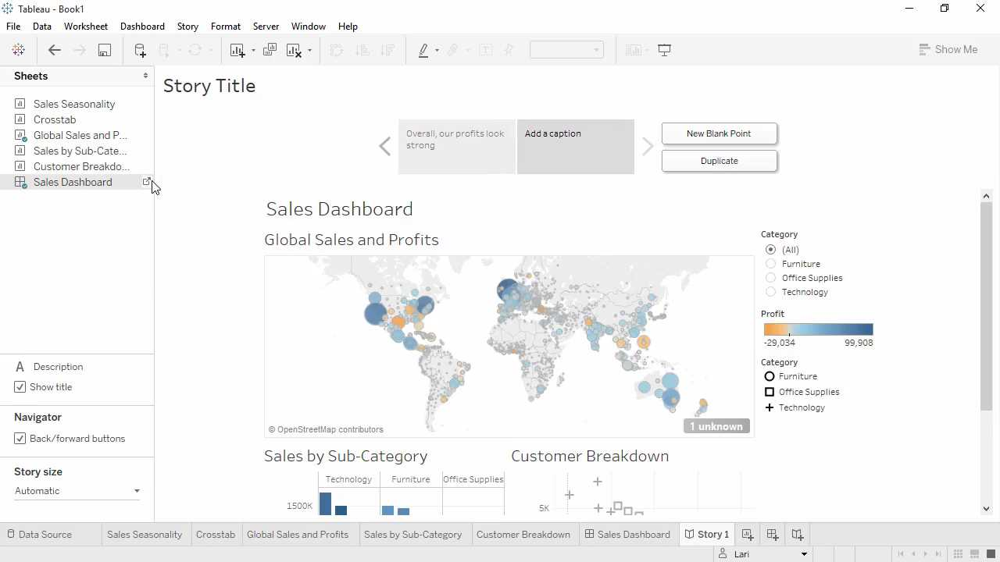 Tableau - Book1
File Data Worksheet Dashboard Story Format Server Window Help
Show Me
Sheets
Sales Seasonality
Crosstab
Global Sales and P...
Sales by Sub-Cate...
Customer Breakdo...
Sales Dashboard
A Description
Show title
Navigator
Back/forward buttons
Story size
Automatic
Story Title
Overall, our profits look
strong
Add a caption
New Blank Point
Duplicate
Sales Dashboard
Global Sales and Profits
© OpenStreetMap contributors
1 unknown
Category
(All)
Furniture
Office Supplies
Technology
Profit
-29,034 99,908
Category
Furniture
Office Supplies
Technology
Sales by Sub-Category
Technology Furniture Office Supplies
1500K
Customer Breakdown
5K
Data Source Sales Seasonality Crosstab Global Sales and Profits Sales by Sub-Category Customer Breakdown Sales Dashboard Story 1
Lari